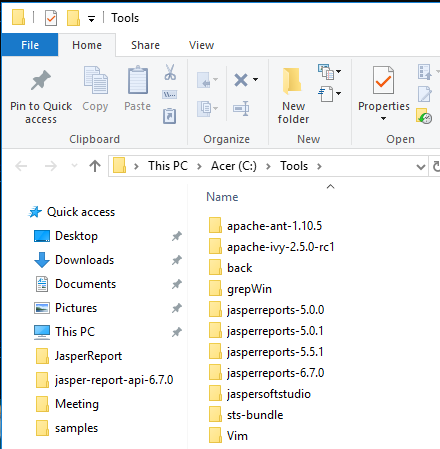 Tools
File Home Share View
Pin to Quick access
Copy
Paste
New folder
Properties
Clipboard Organize New Open
This PC Acer (C:) Tools
Name
Quick access
Desktop
Downloads
Documents
Pictures
This PC
JasperReport
jasper-report-api-6.7.0
Meeting
samples
apache-ant-1.10.5
apache-ivy-2.5.0-rc1
back
grepWin
jasperreports-5.0.0
jasperreports-5.0.1
jasperreports-5.5.1
jasperreports-6.7.0
jaspersoftstudio
sts-bundle
Vim